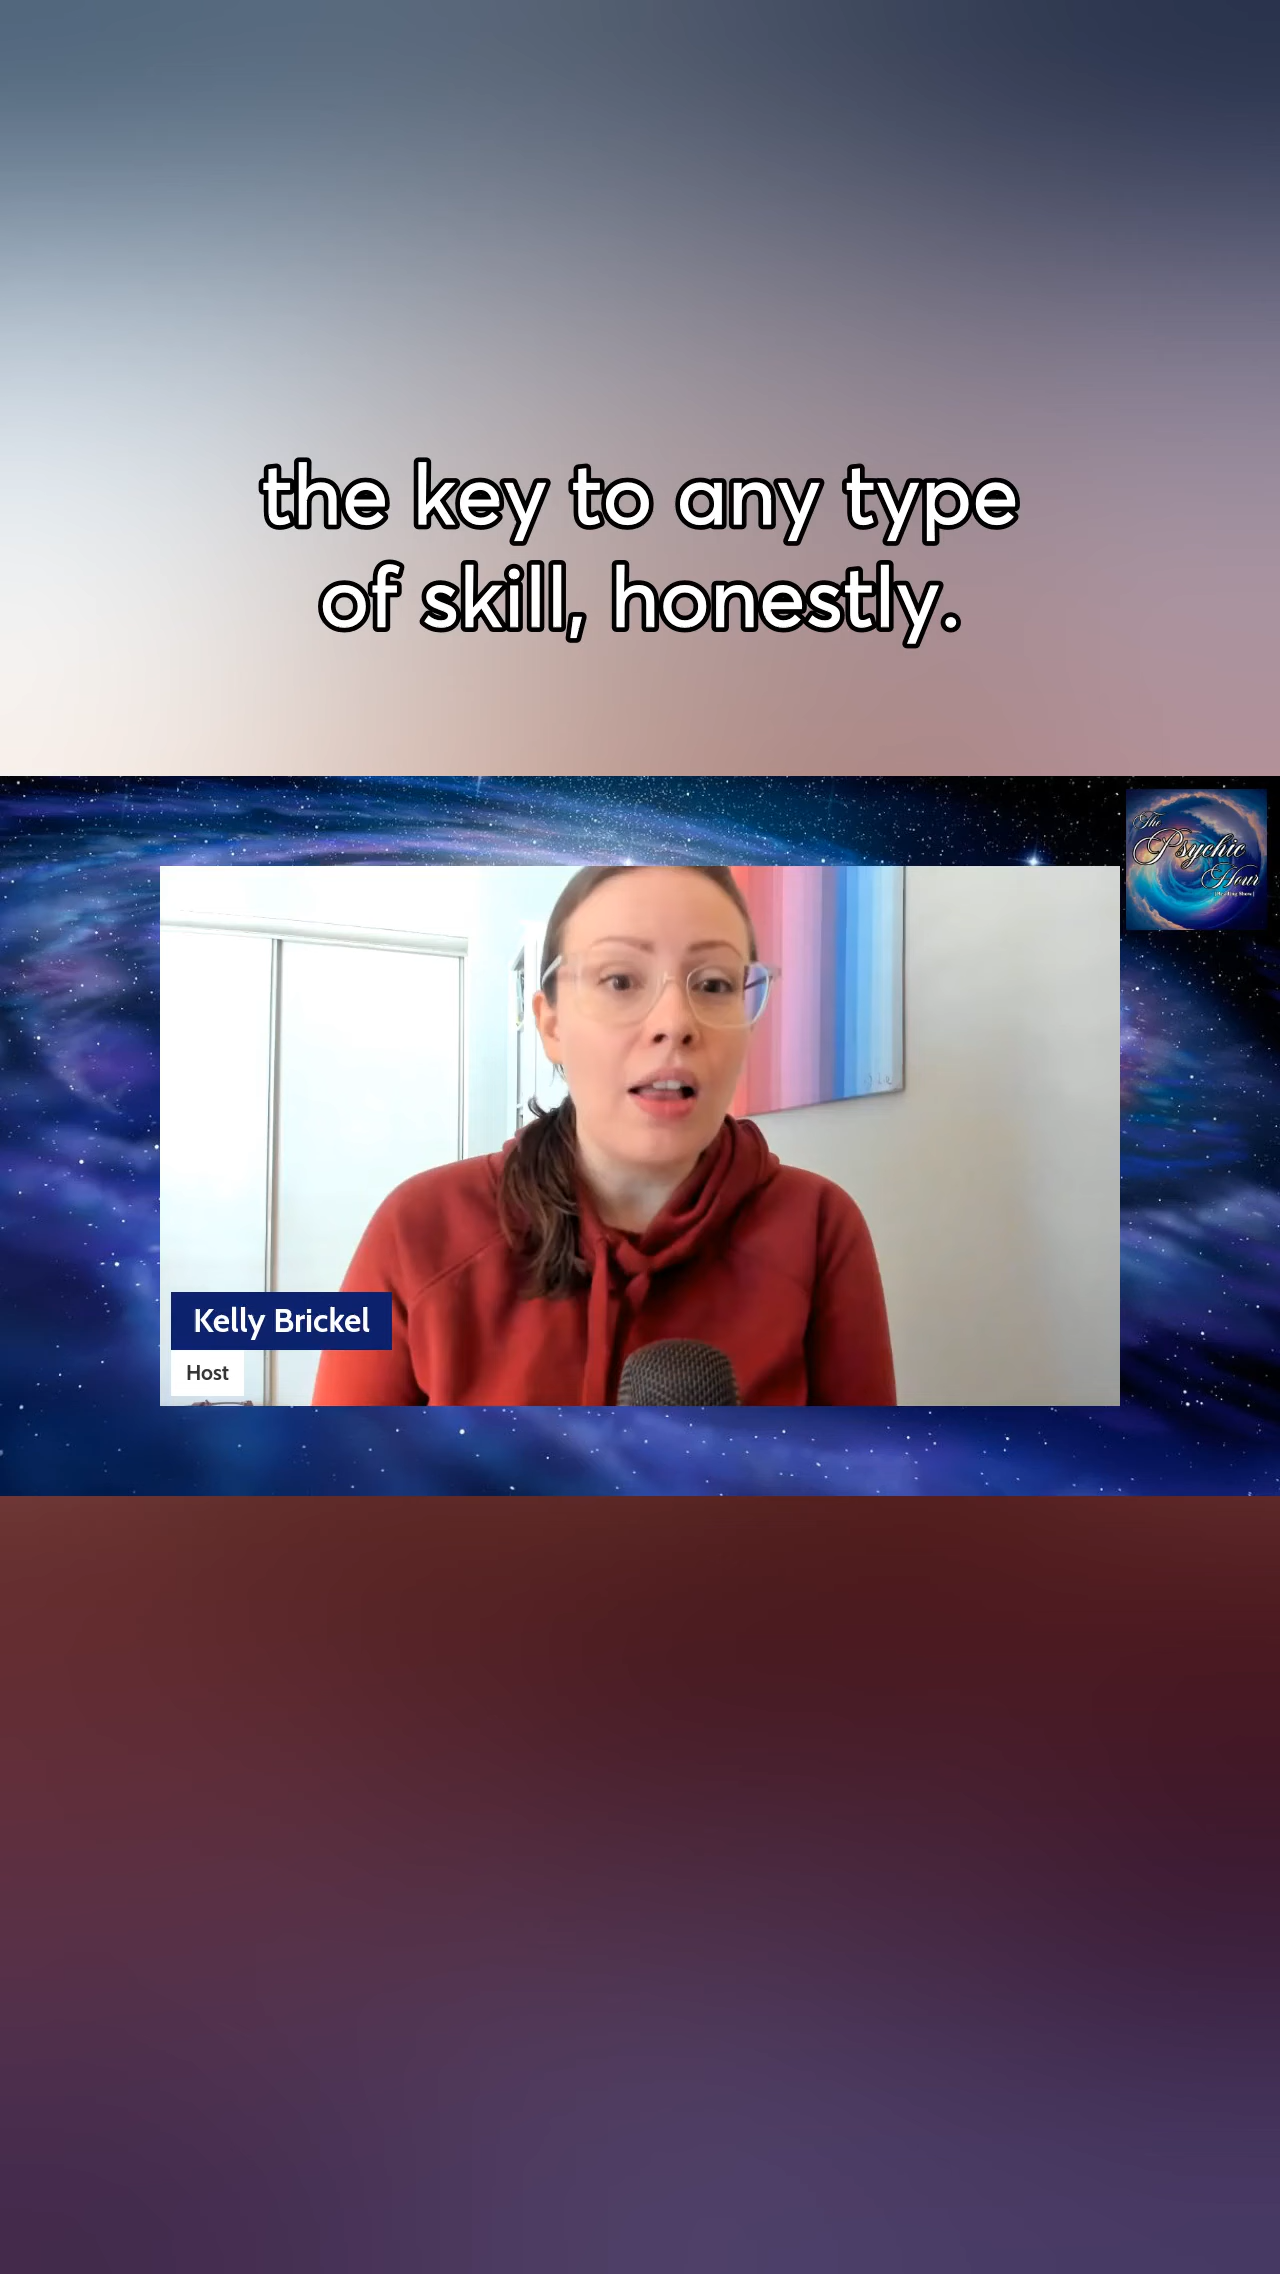 the key to any type
of skill, honestly.
The
Psychic
Hour
Kelly Brickel
Host